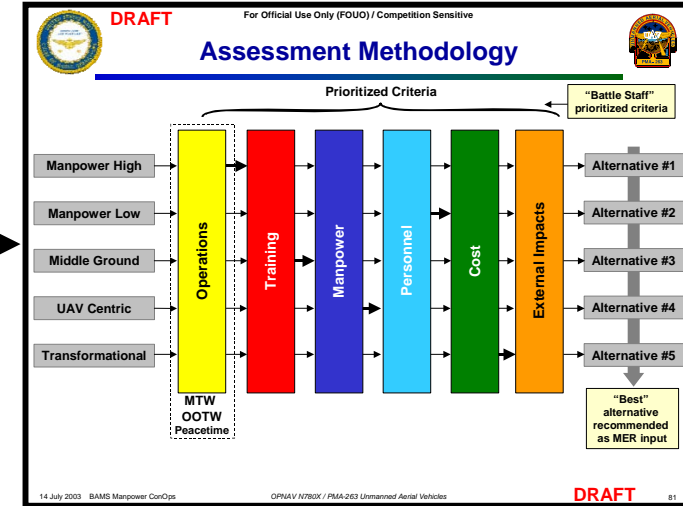 DRAFT
For Official Use Only (FOUO) / Competition Sensitive
Assessment Methodology
PMA-263
Prioritized Criteria
“Battle Staff”
prioritized criteria
Manpower High
Manpower Low
Middle Ground
UAV Centric
Transformational
Operations
Training
Manpower
Personnel
Cost
External Impacts
Alternative #1
Alternative #2
Alternative #3
Alternative #4
Alternative #5
MTW
OOTW
Peacetime
“Best”
alternative
recommended
as MER input
14 July 2003 BAMS Manpower ConOps
OPNAV N780X / PMA-263 Unmanned Aerial Vehicles
DRAFT
81